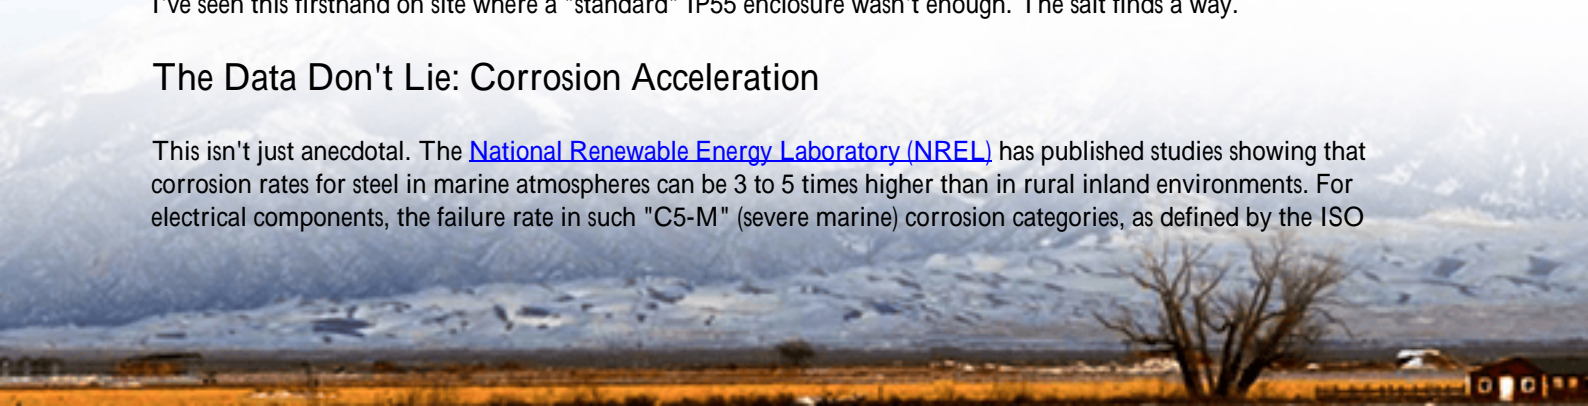 I've seen this firsthand on site where a "standard" IP55 enclosure wasn't enough. The salt finds a way.
The Data Don't Lie: Corrosion Acceleration
This isn't just anecdotal. The National Renewable Energy Laboratory (NREL) has published studies showing that
corrosion rates for steel in marine atmospheres can be 3 to 5 times higher than in rural inland environments. For
electrical components, the failure rate in such "C5-M" (severe marine) corrosion categories, as defined by the ISO